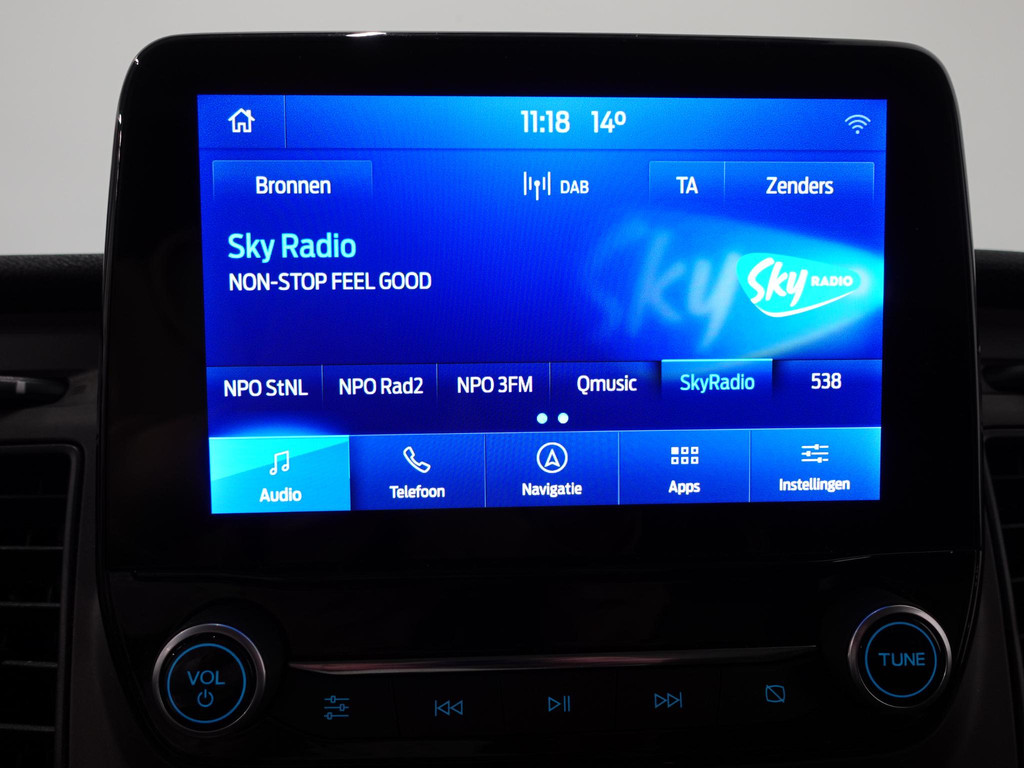 11:18 14º
Bronnen DAB TA Zenders
Sky Radio
NON-STOP FEEL GOOD
sky
Sky RADIO
NPO StNL NPO Rad2 NPO 3FM Qmusic SkyRadio 538
Audio Telefoon Navigatie Apps Instellingen
VOL TUNE